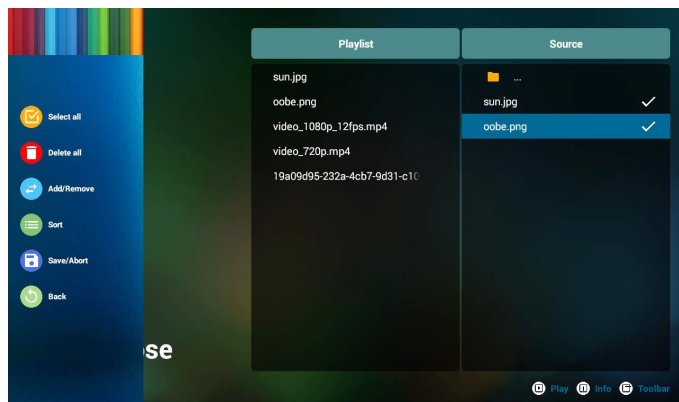 Playlist
Source
sun.jpg
oobe.png
video_1080p_12fps.mp4
video_720p.mp4
19a09d95-232a-4cb7-9d31-c10
...
sun.jpg
oobe.png
Select all
Delete all
Add/Remove
Sort
Save/Abort
Back
se
Play
Info
Toolbar